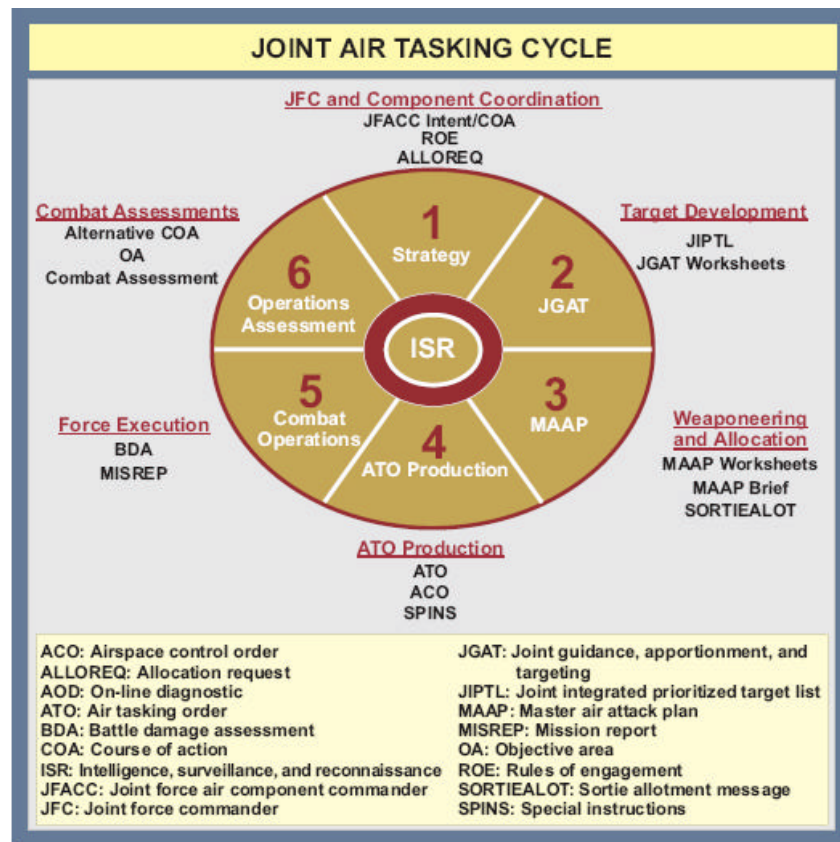 JOINT AIR TASKING CYCLE
JFC and Component Coordination
JFACC Intent/COA
ROE
ALLOREQ
Combat Assessments
Alternative COA
OA
Combat Assessment
Target Development
JIPTL
JGAT Worksheets
1
Strategy
2
JGAT
6
Operations
Assessment
ISR
5
Combat
Operations
3
MAAP
4
ATO Production
Force Execution
BDA
MISREP
Weaponeering
and Allocation
MAAP Worksheets
MAAP Brief
SORTIEALOT
ATO Production
ATO
ACO
SPINS
ACO: Airspace control order
ALLOREQ: Allocation request
AOD: On-line diagnostic
ATO: Air tasking order
BDA: Battle damage assessment
COA: Course of action
ISR: Intelligence, surveillance, and reconnaissance
JFACC: Joint force air component commander
JFC: Joint force commander
JGAT: Joint guidance, apportionment, and
targeting
JIPTL: Joint integrated prioritized target list
MAAP: Master air attack plan
MISREP: Mission report
OA: Objective area
ROE: Rules of engagement
SORTIEALOT: Sortie allotment message
SPINS: Special instructions